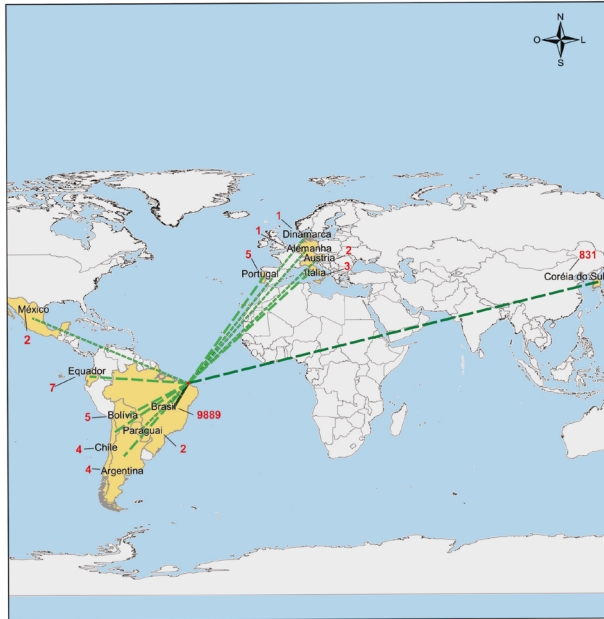 N
O L
S
1
Dinamarca
1
Alemanha
2
Áustria
5
3
Portugal
Itália
831
Coréia do Sul
México
2
Equador
7
Brasil
9889
5
Bolívia
Paraguai
2
4
Chile
4
Argentina